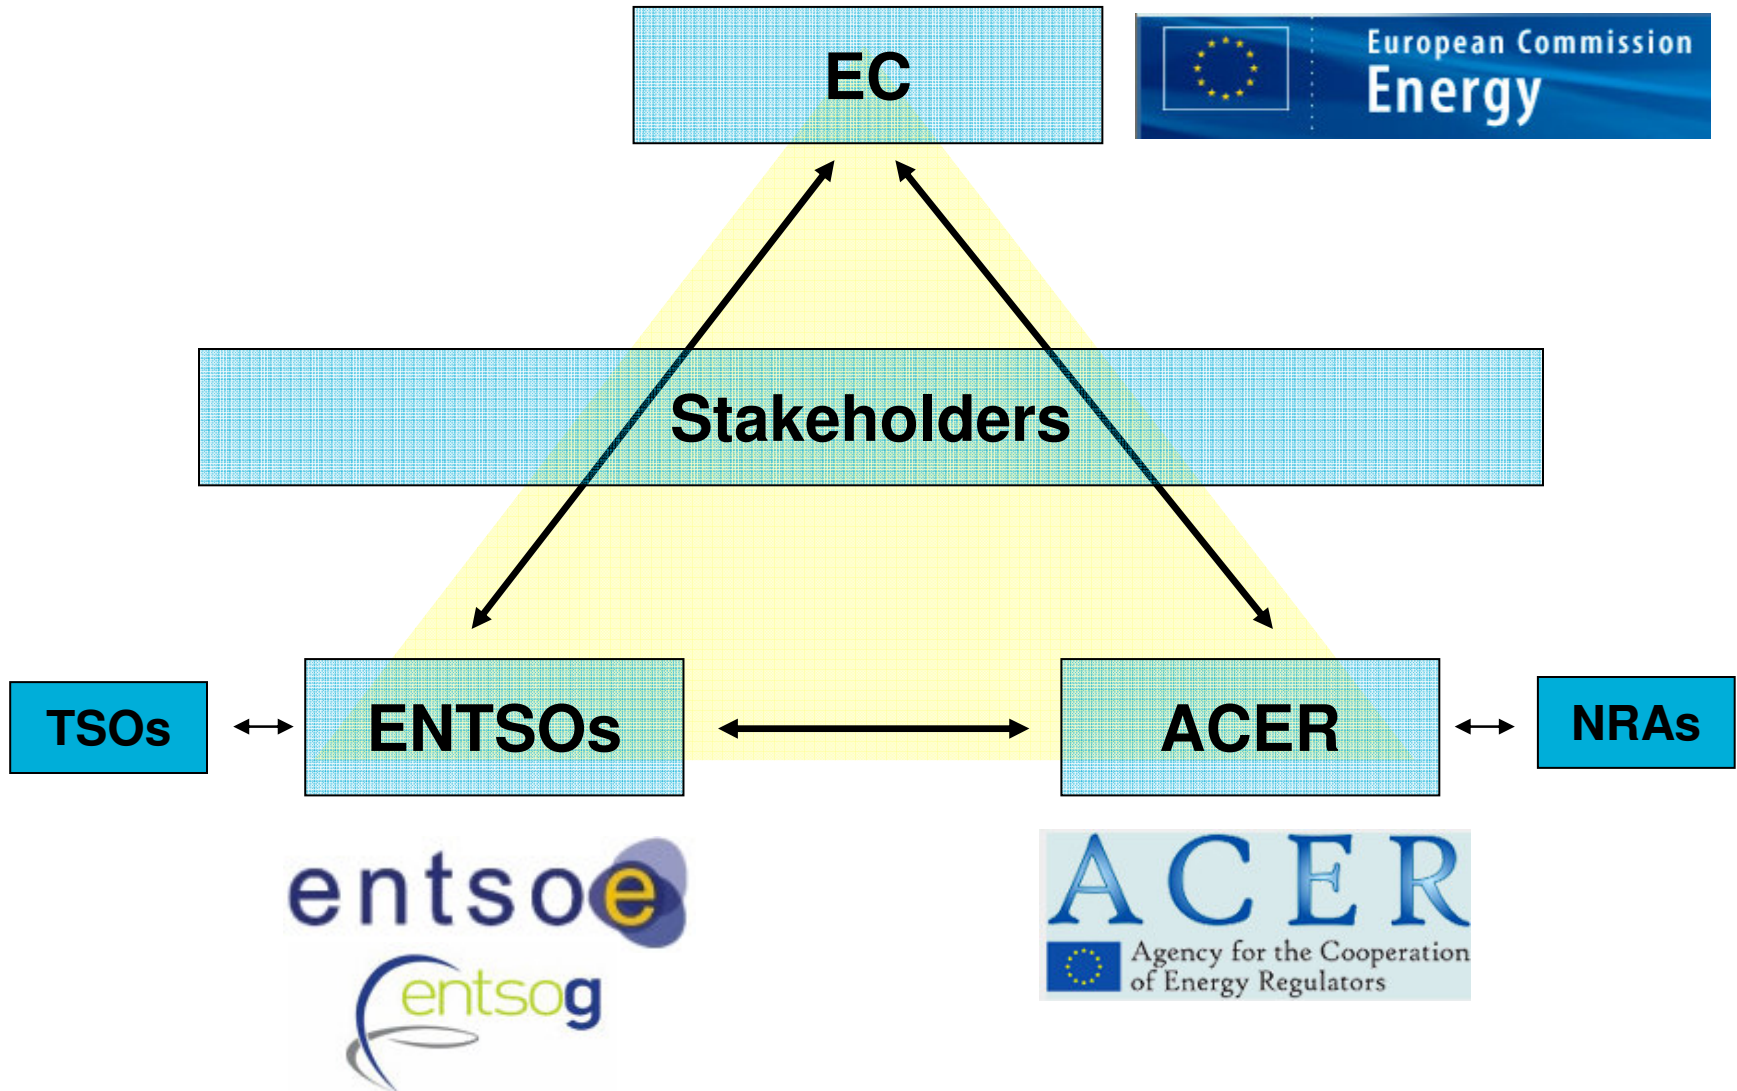 EC
European Commission
Energy
Stakeholders
TSOs
ENTSOs
ACER
NRAs
entsoe
entsog
ACER
Agency for the Cooperation
of Energy Regulators